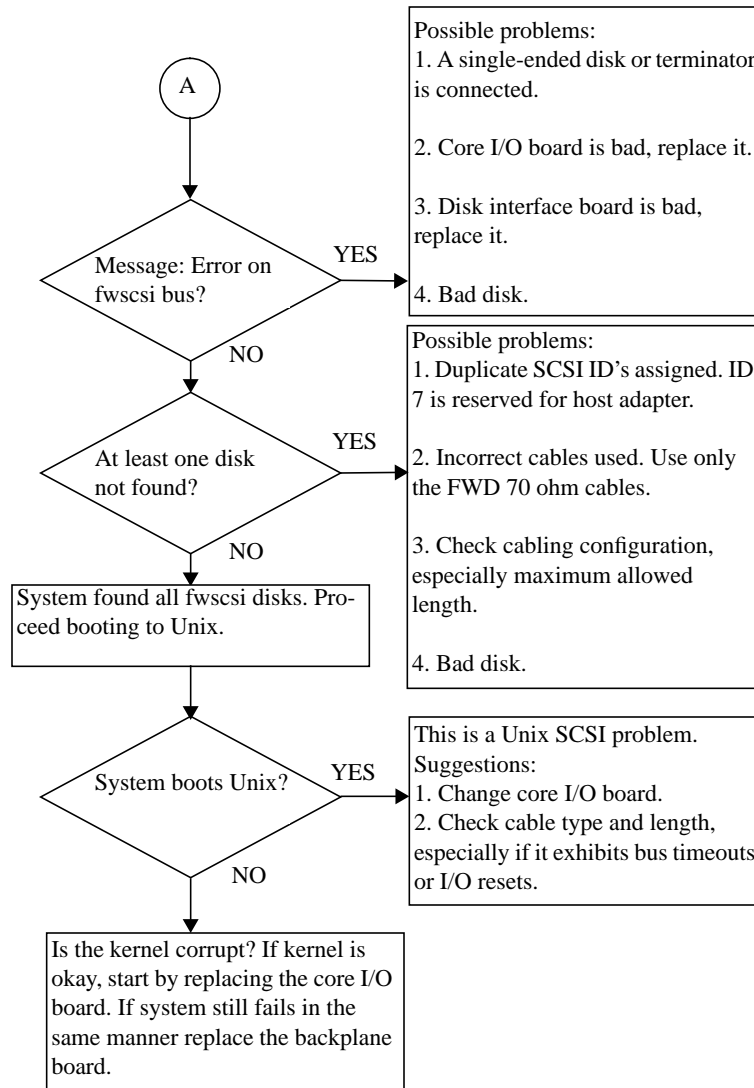 A
Possible problems:
1. A single-ended disk or terminator
is connected.
2. Core I/O board is bad, replace it.
3. Disk interface board is bad,
replace it.
4. Bad disk.
Message: Error on
fwscsi bus?
YES
NO
Possible problems:
1. Duplicate SCSI ID’s assigned. ID
7 is reserved for host adapter.
2. Incorrect cables used. Use only
the FWD 70 ohm cables.
3. Check cabling configuration,
especially maximum allowed
length.
4. Bad disk.
At least one disk
not found?
YES
NO
System found all fwscsi disks. Pro-
ceed booting to Unix.
System boots Unix?
YES
NO
This is a Unix SCSI problem.
Suggestions:
1. Change core I/O board.
2. Check cable type and length,
especially if it exhibits bus timeouts
or I/O resets.
Is the kernel corrupt? If kernel is
okay, start by replacing the core I/O
board. If system still fails in the
same manner replace the backplane
board.